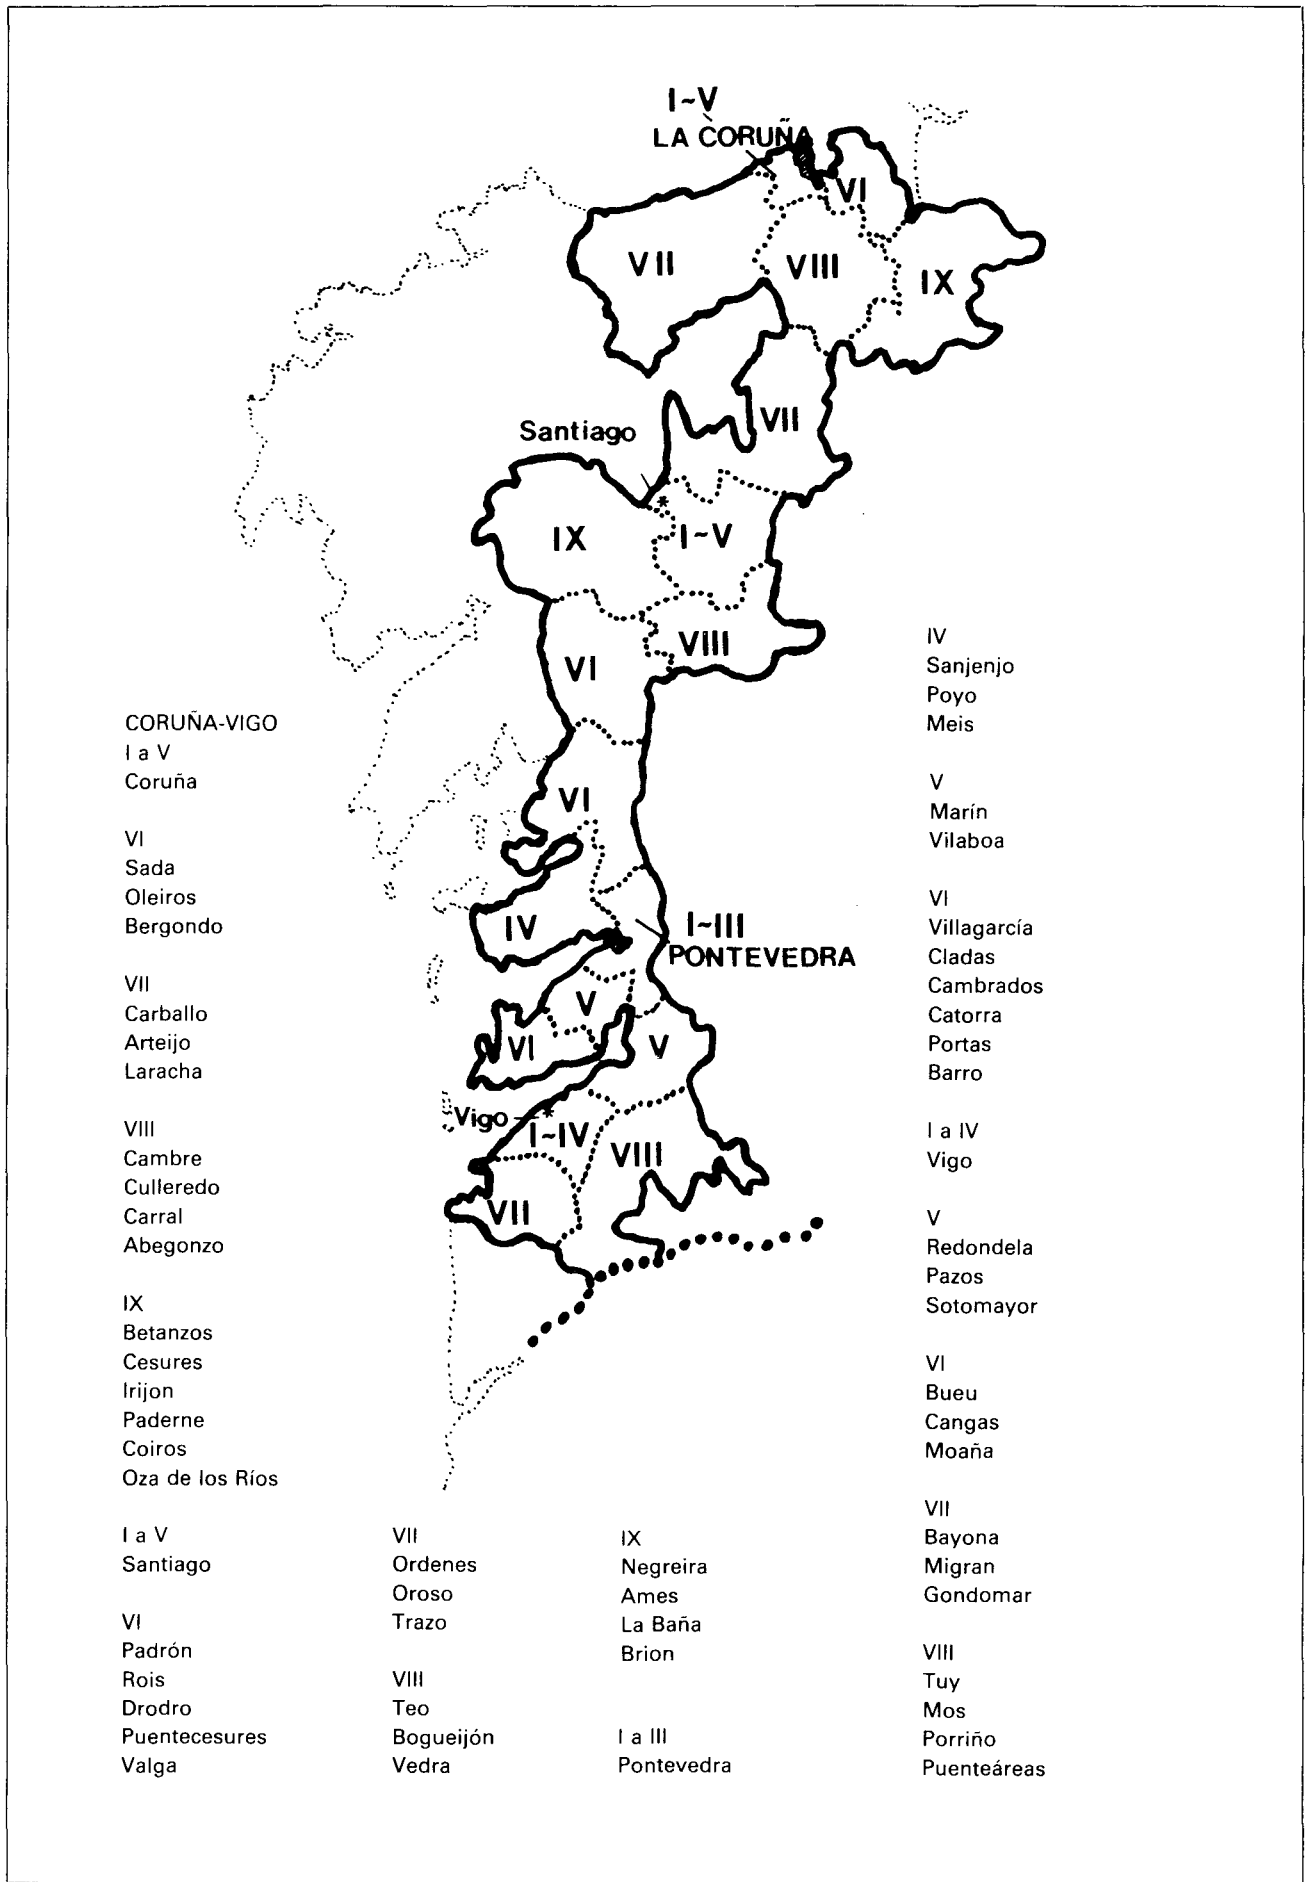 I~V
LA CORUÑA
VI
VII
VIII
IX
VII
Santiago
*
IX
I~V
VIII
VI
VI
IV
I~III
PONTEVEDRA
V
VI
V
Vigo *
I~IV
VIII
VII
CORUÑA-VIGO
I a V
Coruña
VI
Sada
Oleiros
Bergondo
VII
Carballo
Arteijo
Laracha
VIII
Cambre
Culleredo
Carral
Abegonzo
IX
Betanzos
Cesures
Irijon
Paderne
Coiros
Oza de los Ríos
I a V
Santiago
VI
Padrón
Rois
Drodro
Puentecesures
Valga
VII
Ordenes
Oroso
Trazo
VIII
Teo
Bogueijón
Vedra
IX
Negreira
Ames
La Baña
Brion
I a III
Pontevedra
IV
Sanjenjo
Poyo
Meis
V
Marín
Vilaboa
VI
Villagarcía
Cladas
Cambrados
Catorra
Portas
Barro
I a IV
Vigo
V
Redondela
Pazos
Sotomayor
VI
Bueu
Cangas
Moaña
VII
Bayona
Migran
Gondomar
VIII
Tuy
Mos
Porriño
Puenteáreas